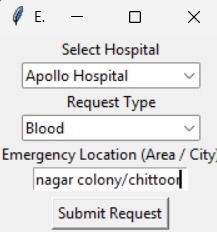 E.
Select Hospital
Apollo Hospital
Request Type
Blood
Emergency Location (Area / City)
nagar colony/chittoor
Submit Request